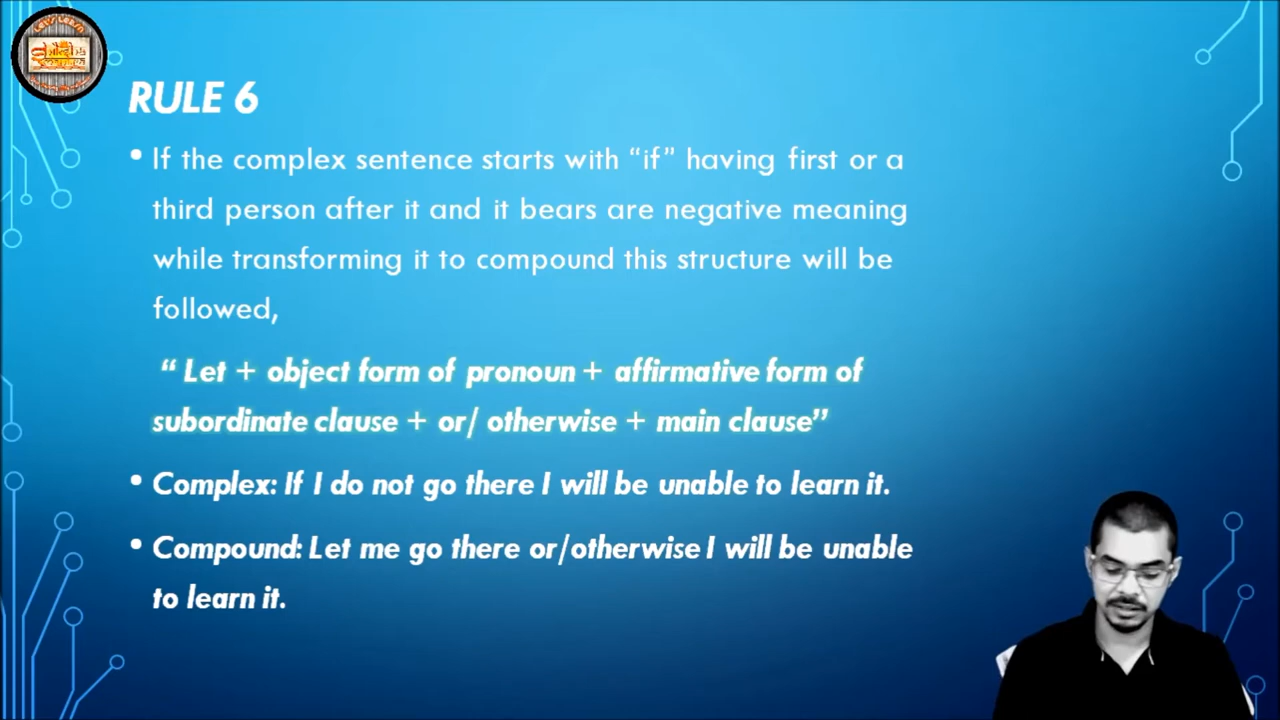 RULE 6
• If the complex sentence starts with “if” having first or a
third person after it and it bears are negative meaning
while transforming it to compound this structure will be
followed,
“ Let + object form of pronoun + affirmative form of
subordinate clause + or/ otherwise + main clause”
• Complex: If I do not go there I will be unable to learn it.
• Compound: Let me go there or/otherwise I will be unable
to learn it.